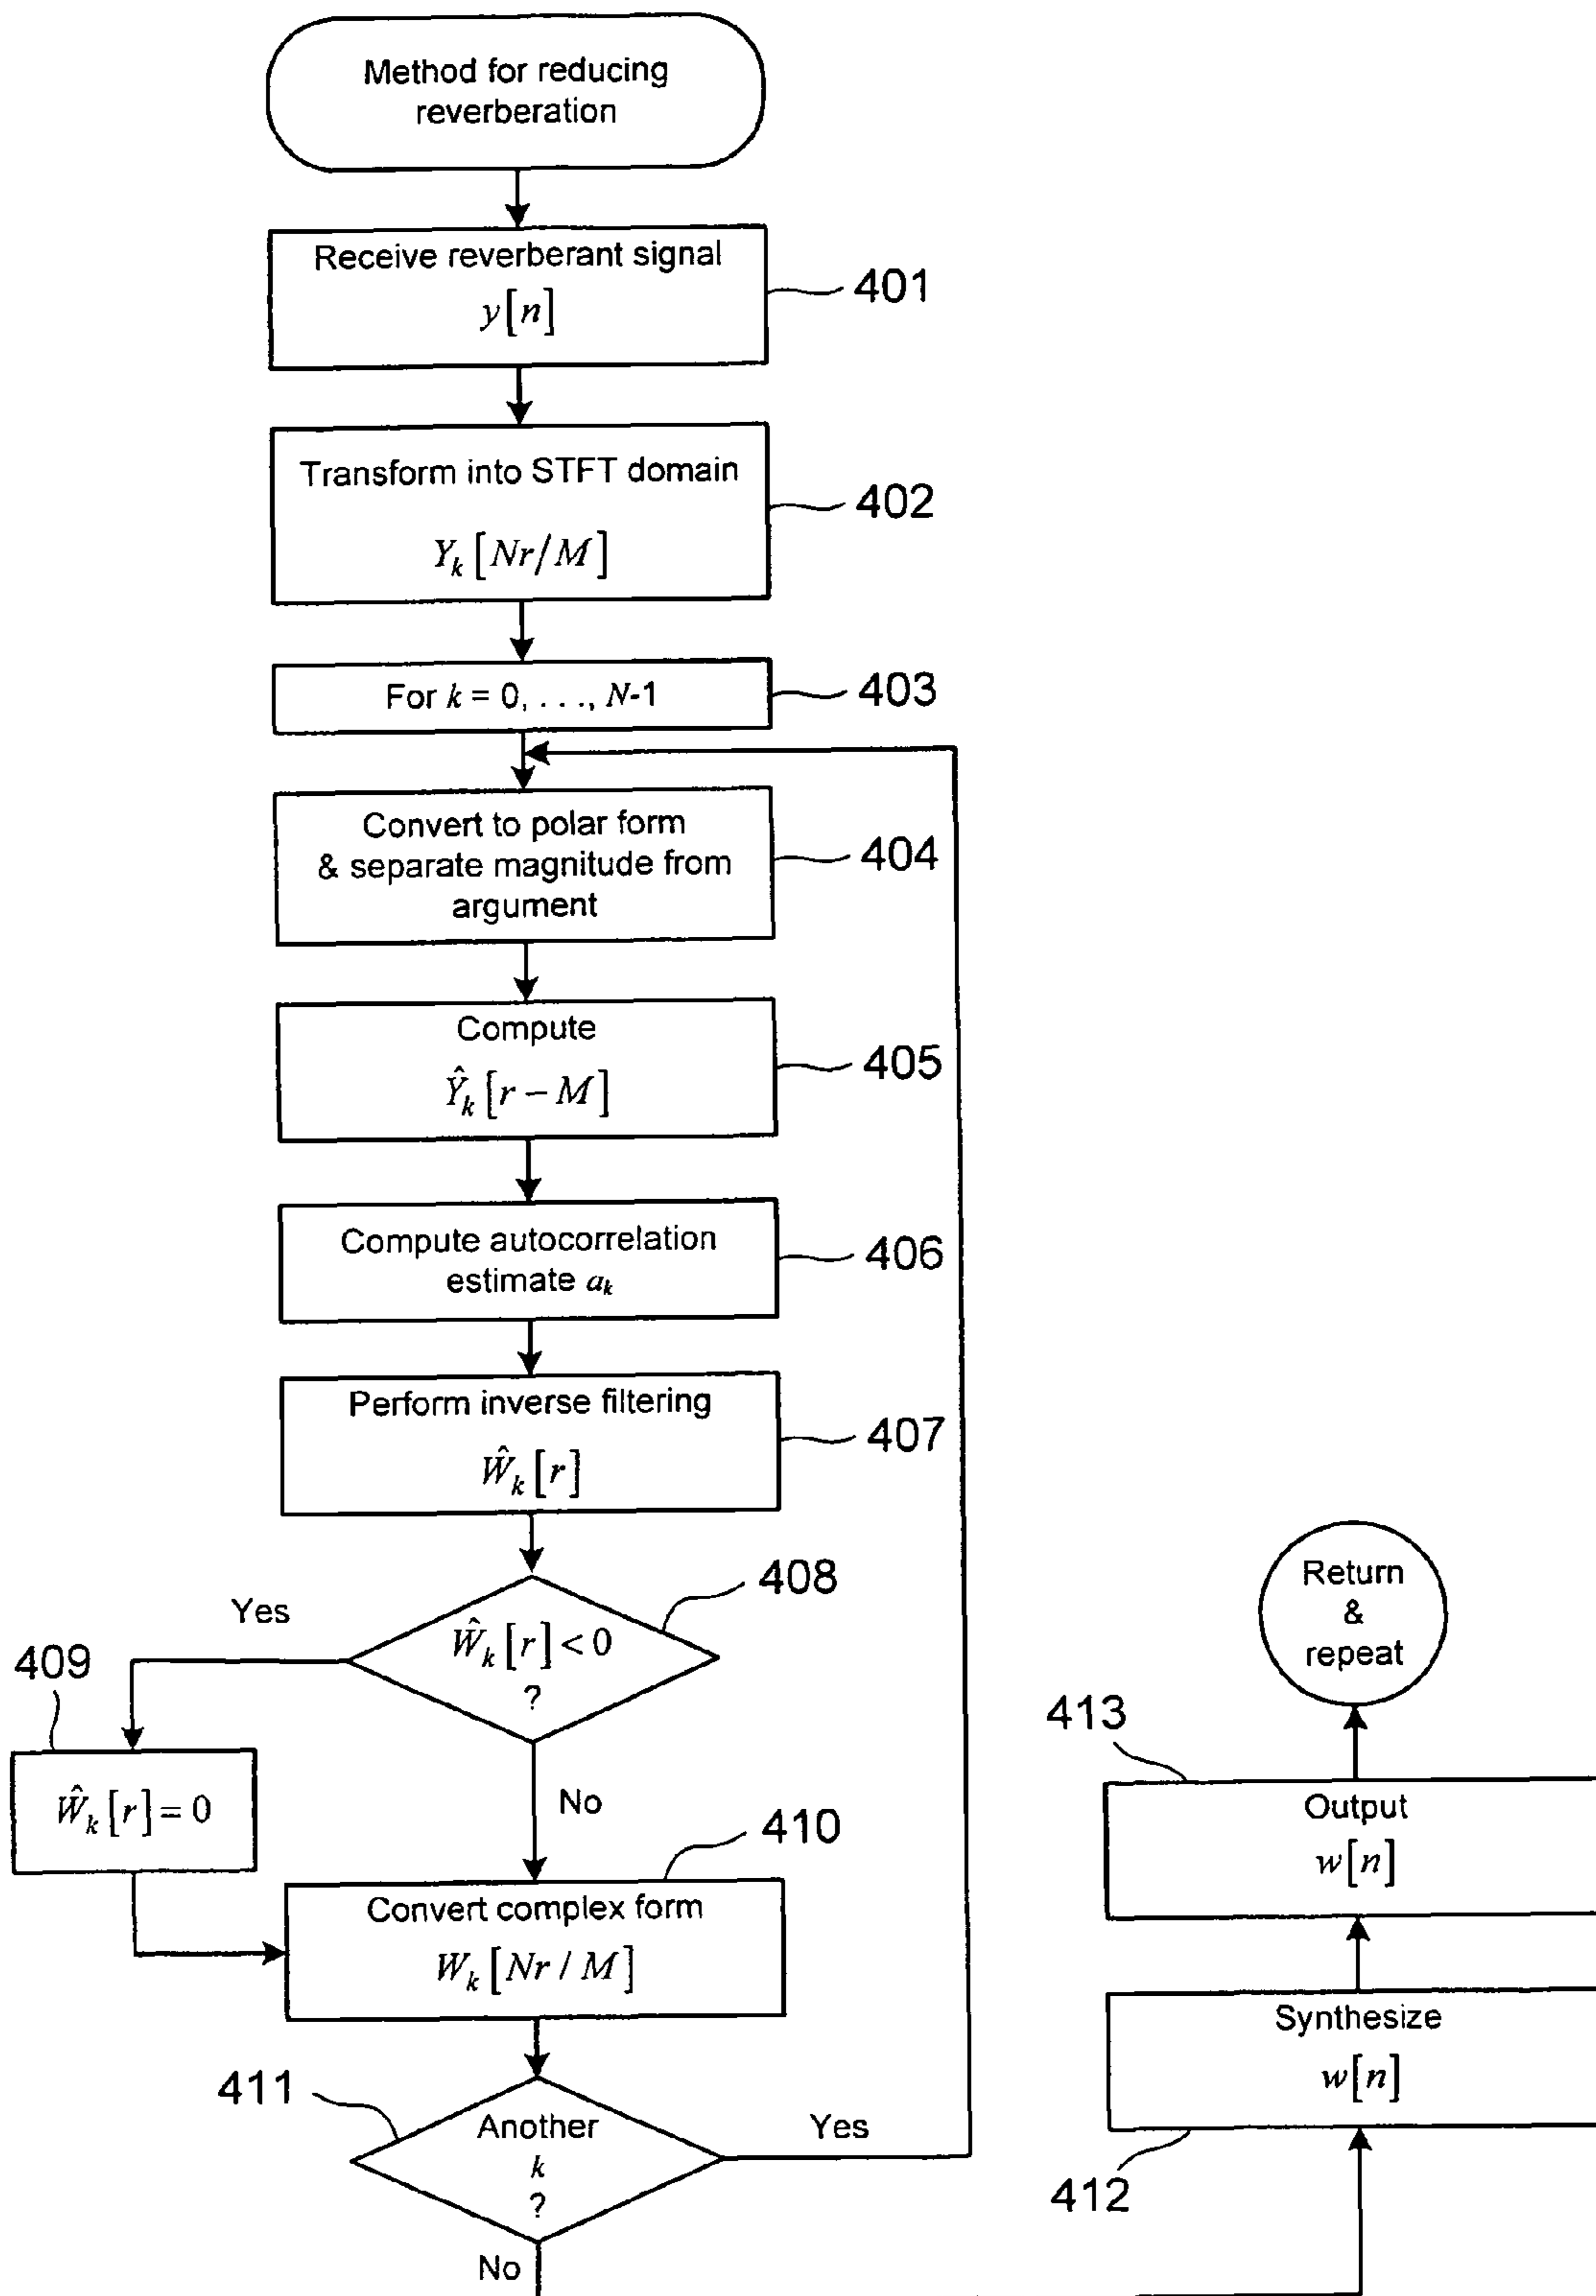 Method for reducing
reverberation
Receive reverberant signal
y[n]
401
Transform into STFT domain
Y_k[Nr/M]
402
For k = 0, . . ., N-1
403
Convert to polar form
& separate magnitude from
argument
404
Compute
Ŷ_k[r − M]
405
Compute autocorrelation
estimate a_k
406
Perform inverse filtering
Ŵ_k[r]
407
Yes
Ŵ_k[r] < 0
?
408
409
Ŵ_k[r] = 0
No
410
Convert complex form
W_k[Nr / M]
411
Another
k
?
Yes
No
412
Synthesize
w[n]
413
Output
w[n]
Return
&
repeat